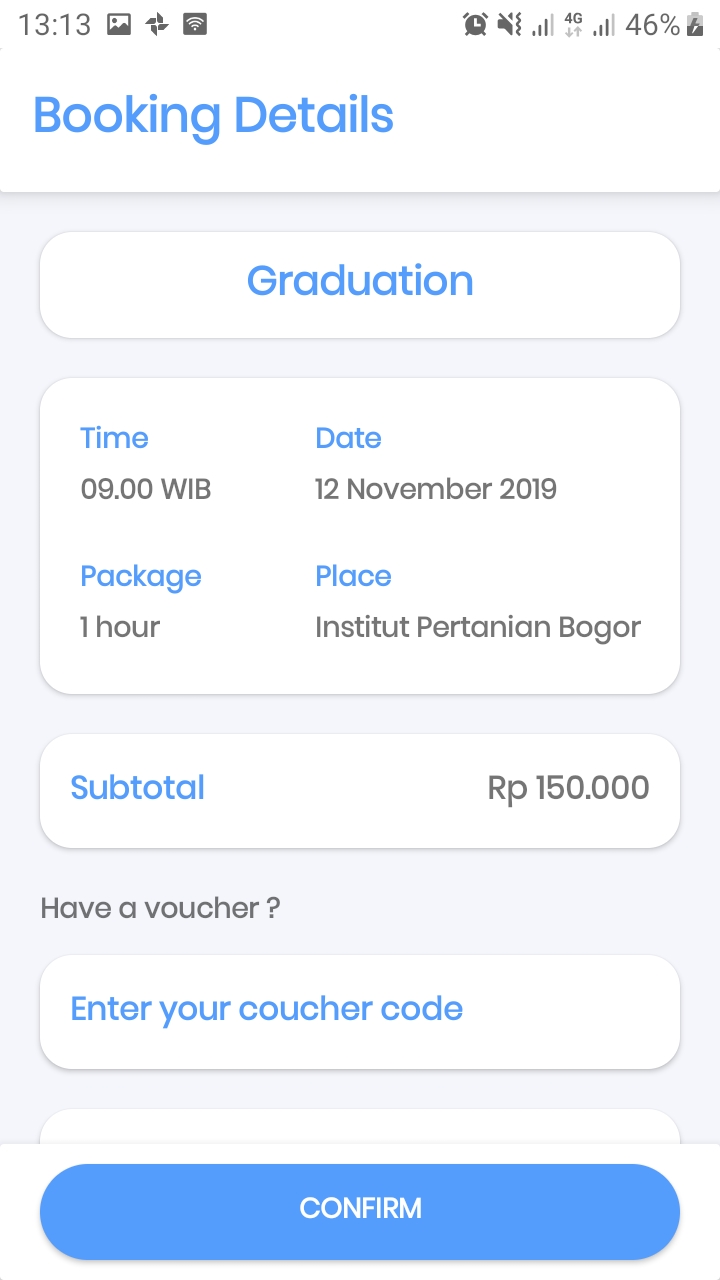 13:13 4G 46%
Booking Details
Graduation
Time Date
09.00 WIB 12 November 2019
Package Place
1 hour Institut Pertanian Bogor
Subtotal Rp 150.000
Have a voucher ?
Enter your coucher code
CONFIRM